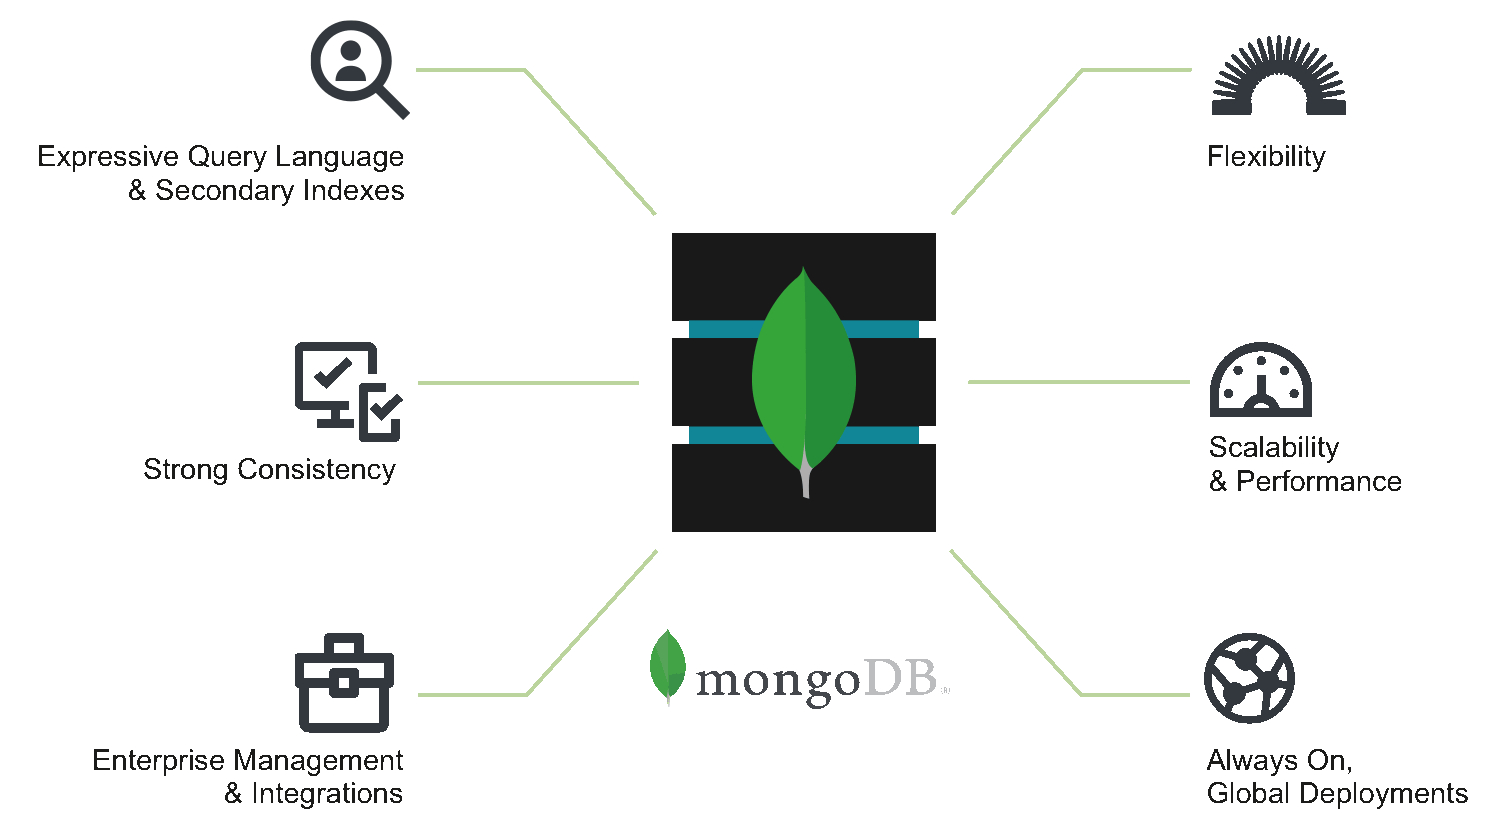 Expressive Query Language
& Secondary Indexes
Flexibility
Strong Consistency
Scalability
& Performance
Enterprise Management
& Integrations
mongoDB®
Always On,
Global Deployments